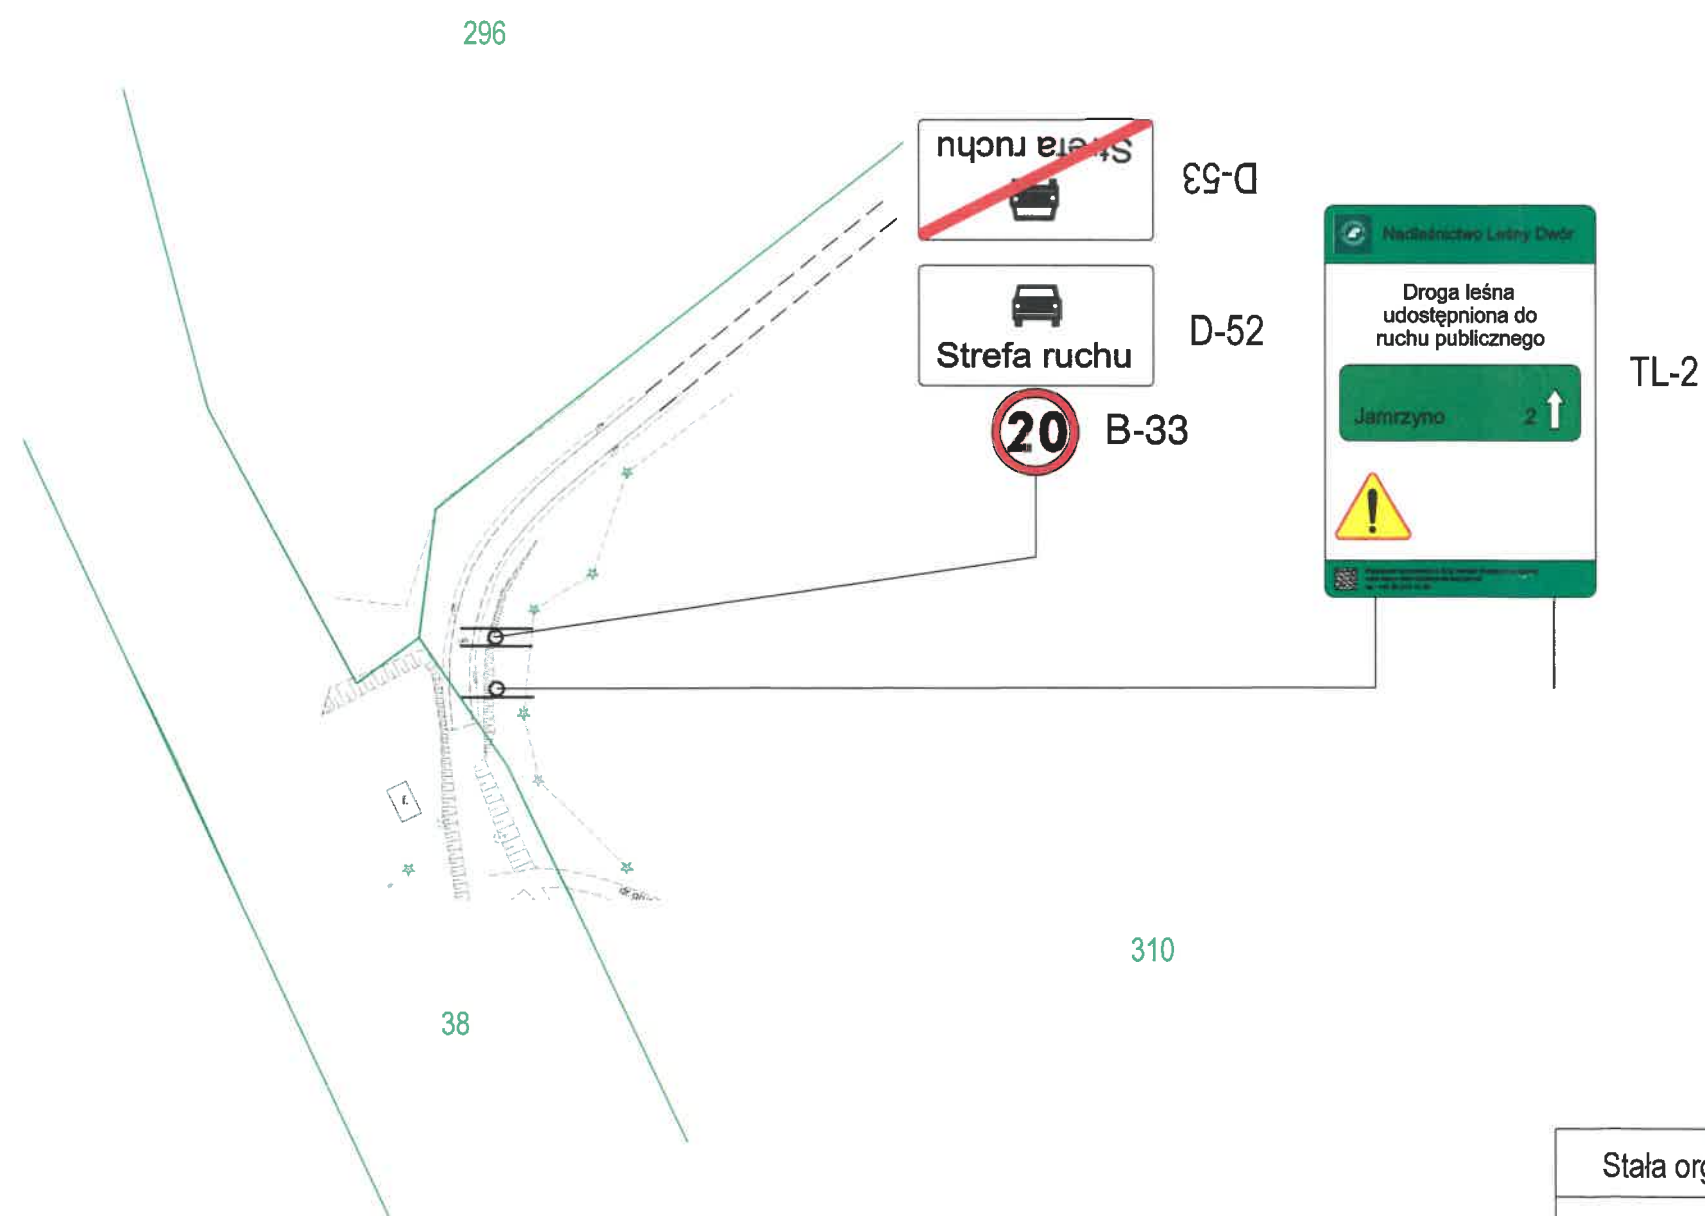 296
Strefa ruchu
D-53
Strefa ruchu
D-52
20
B-33
Nadleśnictwo Leśny Dwór
Droga leśna
udostępniona do
ruchu publicznego
Jamrzyno 2
TL-2
310
38
Stała org